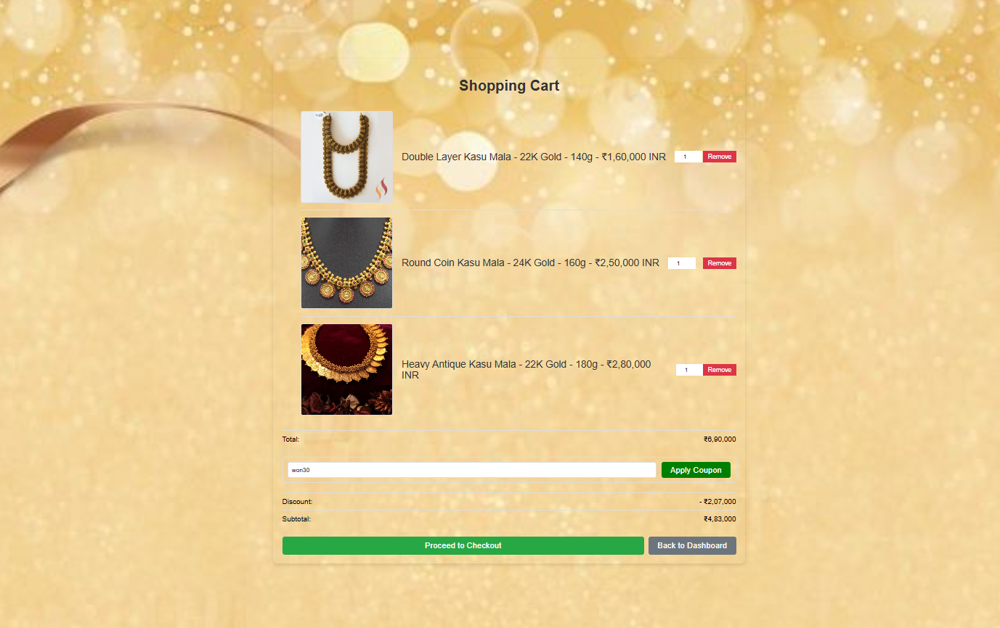 Shopping Cart
Double Layer Kasu Mala - 22K Gold - 140g - ₹1,60,000 INR
1
Remove
Round Coin Kasu Mala - 24K Gold - 160g - ₹2,50,000 INR
1
Remove
Heavy Antique Kasu Mala - 22K Gold - 180g - ₹2,80,000
INR
1
Remove
Total: ₹6,90,000
won30
Apply Coupon
Discount: - ₹2,07,000
Subtotal: ₹4,83,000
Proceed to Checkout
Back to Dashboard